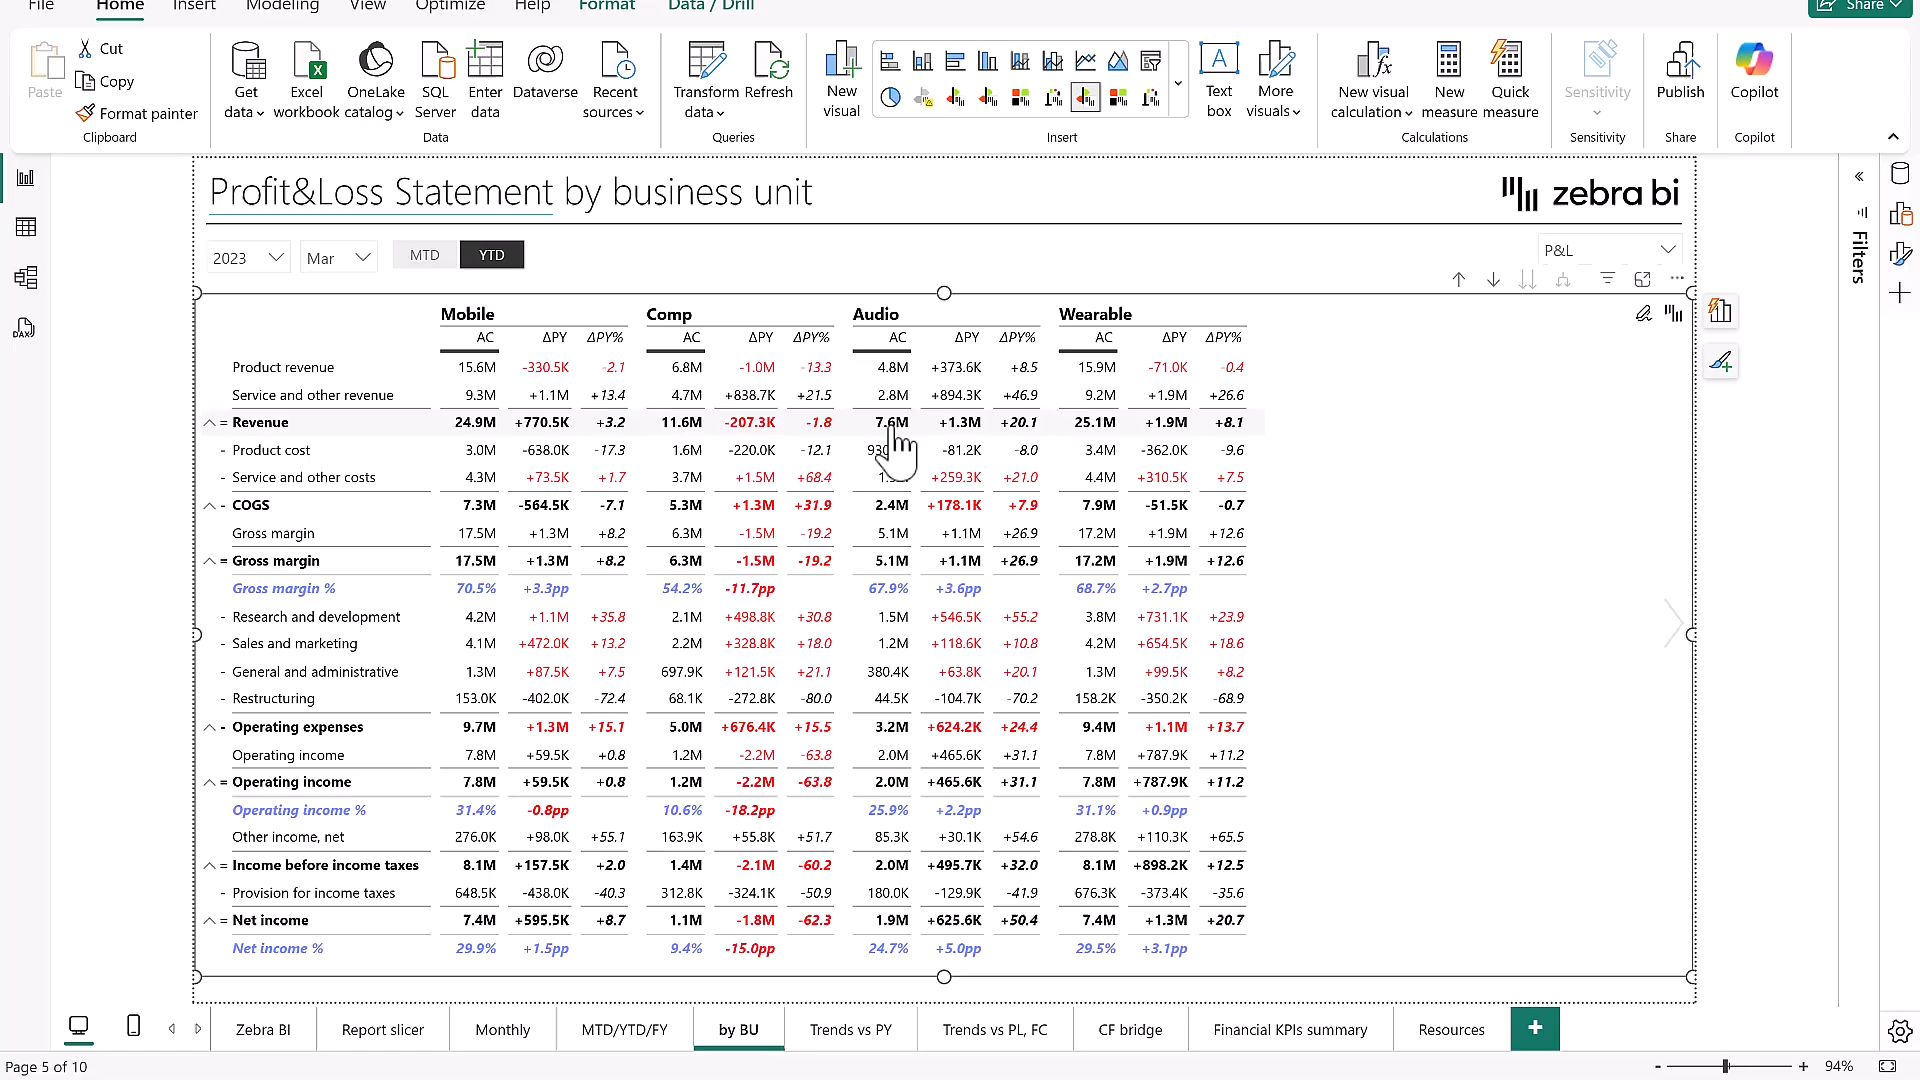 File Home Insert Modeling View Optimize Help Format Data / Drill Share
Paste Cut Copy Format painter
Clipboard
Get data Excel workbook OneLake catalog SQL Server Enter data Dataverse Recent sources
Data
Transform data Refresh
Queries
New visual Text box More visuals
Insert
New visual calculation New measure Quick measure
Calculations
Sensitivity
Sensitivity
Publish
Share
Copilot
Copilot
Profit&Loss Statement by business unit zebra bi
2023 Mar MTD YTD P&L
Filters
Mobile Comp Audio Wearable
AC ΔPY ΔPY% AC ΔPY ΔPY% AC ΔPY ΔPY% AC ΔPY ΔPY%
Product revenue 15.6M -330.5K -2.1 6.8M -1.0M -13.3 4.8M +373.6K +8.5 15.9M -71.0K -0.4
Service and other revenue 9.3M +1.1M +13.4 4.7M +838.7K +21.5 2.8M +894.3K +46.9 9.2M +1.9M +26.6
= Revenue 24.9M +770.5K +3.2 11.6M -207.3K -1.8 7.6M +1.3M +20.1 25.1M +1.9M +8.1
- Product cost 3.0M -638.0K -17.3 1.6M -220.0K -12.1 -81.2K -8.0 3.4M -362.0K -9.6
- Service and other costs 4.3M +73.5K +1.7 3.7M +1.5M +68.4 +259.3K +21.0 4.4M +310.5K +7.5
- COGS 7.3M -564.5K -7.1 5.3M +1.3M +31.9 2.4M +178.1K +7.9 7.9M -51.5K -0.7
Gross margin 17.5M +1.3M +8.2 6.3M -1.5M -19.2 5.1M +1.1M +26.9 17.2M +1.9M +12.6
= Gross margin 17.5M +1.3M +8.2 6.3M -1.5M -19.2 5.1M +1.1M +26.9 17.2M +1.9M +12.6
Gross margin % 70.5% +3.3pp 54.2% -11.7pp 67.9% +3.6pp 68.7% +2.7pp
- Research and development 4.2M +1.1M +35.8 2.1M +498.8K +30.8 1.5M +546.5K +55.2 3.8M +731.1K +23.9
- Sales and marketing 4.1M +472.0K +13.2 2.2M +328.8K +18.0 1.2M +118.6K +10.8 4.2M +654.5K +18.6
- General and administrative 1.3M +87.5K +7.5 697.9K +121.5K +21.1 380.4K +63.8K +20.1 1.3M +99.5K +8.2
- Restructuring 153.0K -402.0K -72.4 68.1K -272.8K -80.0 44.5K -104.7K -70.2 158.2K -350.2K -68.9
- Operating expenses 9.7M +1.3M +15.1 5.0M +676.4K +15.5 3.2M +624.2K +24.4 9.4M +1.1M +13.7
Operating income 7.8M +59.5K +0.8 1.2M -2.2M -63.8 2.0M +465.6K +31.1 7.8M +787.9K +11.2
= Operating income 7.8M +59.5K +0.8 1.2M -2.2M -63.8 2.0M +465.6K +31.1 7.8M +787.9K +11.2
Operating income % 31.4% -0.8pp 10.6% -18.2pp 25.9% +2.2pp 31.1% +0.9pp
Other income, net 276.0K +98.0K +55.1 163.9K +55.8K +51.7 85.3K +30.1K +54.6 278.8K +110.3K +65.5
= Income before income taxes 8.1M +157.5K +2.0 1.4M -2.1M -60.2 2.0M +495.7K +32.0 8.1M +898.2K +12.5
- Provision for income taxes 648.5K -438.0K -40.3 312.8K -324.1K -50.9 180.0K -129.9K -41.9 676.3K -373.4K -35.6
= Net income 7.4M +595.5K +8.7 1.1M -1.8M -62.3 1.9M +625.6K +50.4 7.4M +1.3M +20.7
Net income % 29.9% +1.5pp 9.4% -15.0pp 24.7% +5.0pp 29.5% +3.1pp
Zebra BI Report slicer Monthly MTD/YTD/FY by BU Trends vs PY Trends vs PL, FC CF bridge Financial KPIs summary Resources +
Page 5 of 10 - + 94%